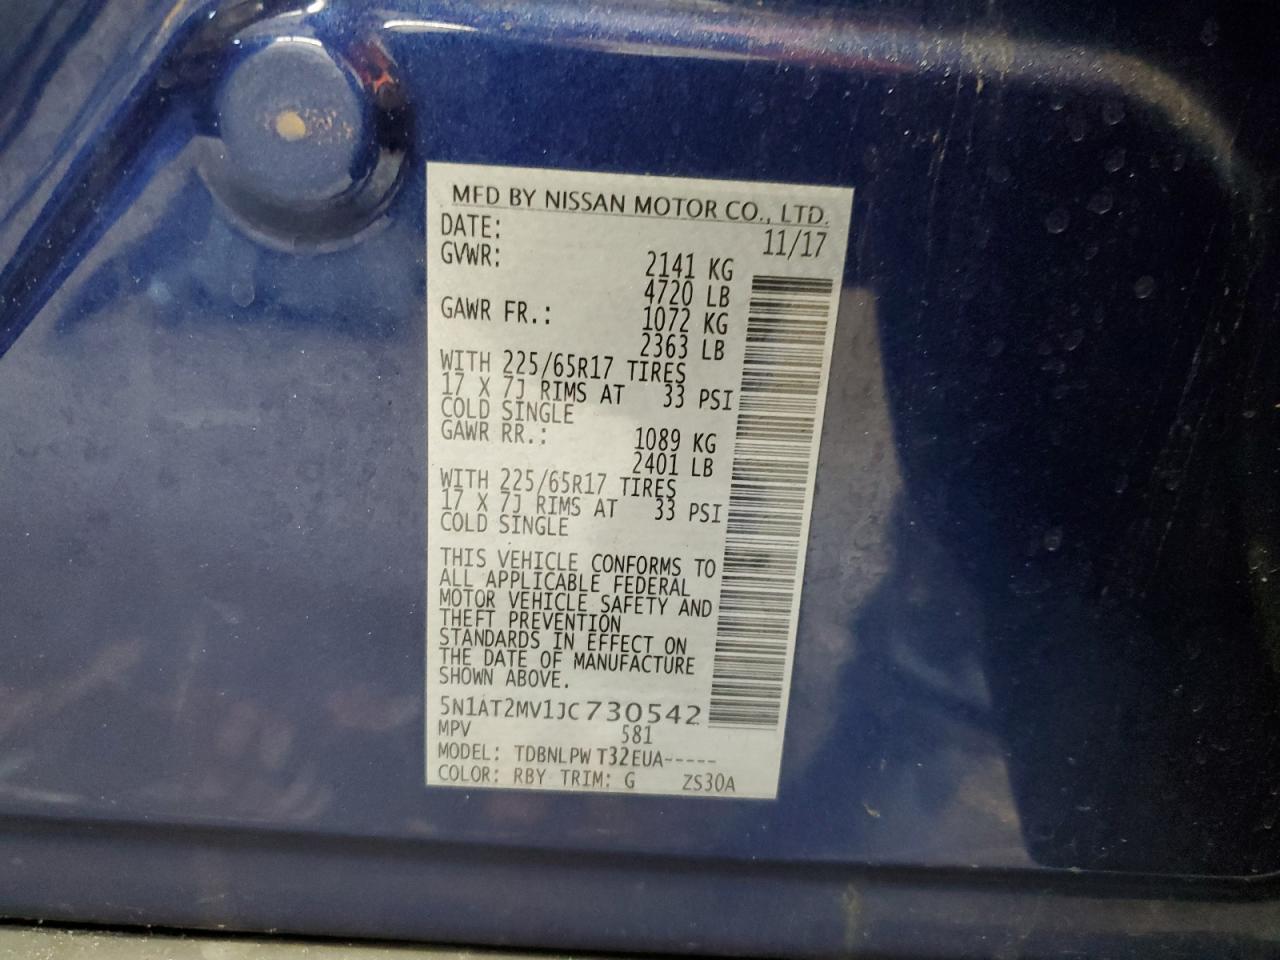 MFD BY NISSAN MOTOR CO., LTD.
DATE: 11/17
GVWR: 2141 KG
4720 LB
GAWR FR.: 1072 KG
2363 LB
WITH 225/65R17 TIRES
17 X 7J RIMS AT 33 PSI
COLD SINGLE
GAWR RR.: 1089 KG
2401 LB
WITH 225/65R17 TIRES
17 X 7J RIMS AT 33 PSI
COLD SINGLE
THIS VEHICLE CONFORMS TO
ALL APPLICABLE FEDERAL
MOTOR VEHICLE SAFETY AND
THEFT PREVENTION
STANDARDS IN EFFECT ON
THE DATE OF MANUFACTURE
SHOWN ABOVE.
5N1AT2MV1JC730542
MPV 581
MODEL: TDBNLPW T32EUA-----
COLOR: RBY TRIM: G ZS30A